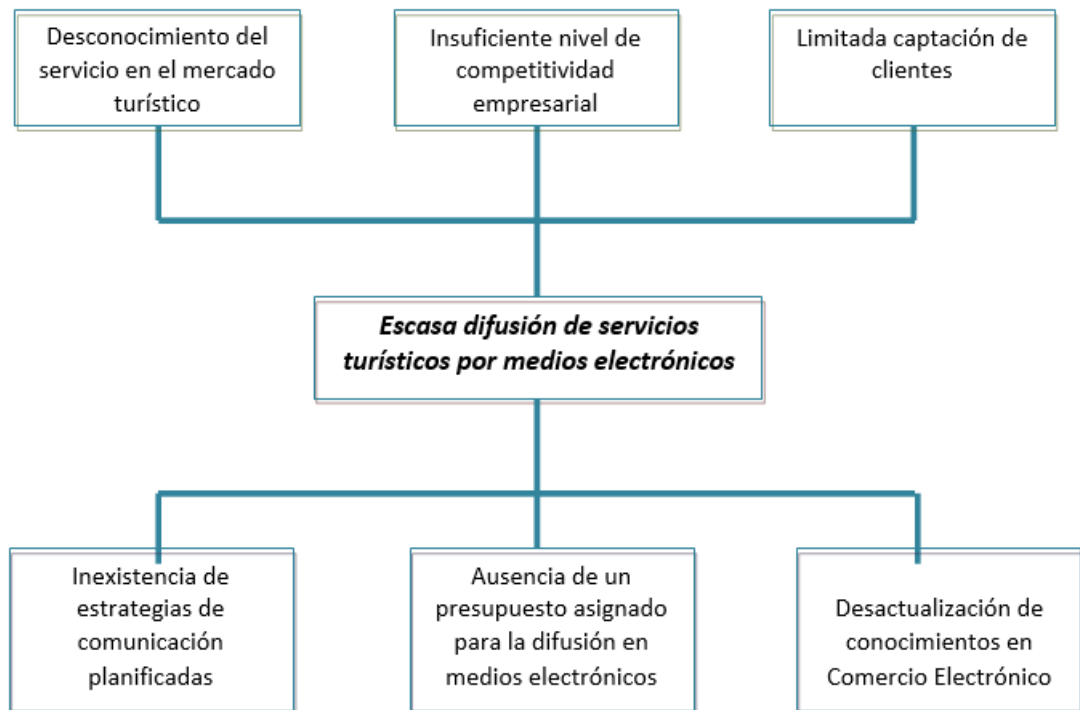 Desconocimiento del
servicio en el mercado
turístico
Insuficiente nivel de
competitividad
empresarial
Limitada captación de
clientes
Escasa difusión de servicios
turísticos por medios electrónicos
Inexistencia de
estrategias de
comunicación
planificadas
Ausencia de un
presupuesto asignado
para la difusión en
medios electrónicos
Desactualización de
conocimientos en
Comercio Electrónico